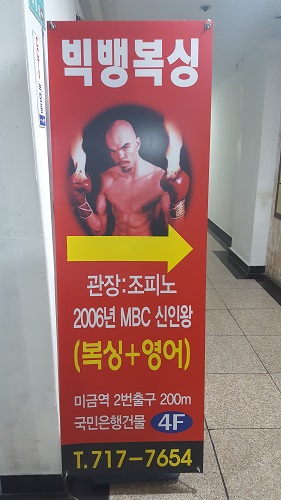 빅뱅복싱
관장:조피노
2006년 MBC 신인왕
(복싱+영어)
미금역 2번출구 200m
국민은행건물 4F
T.717-7654